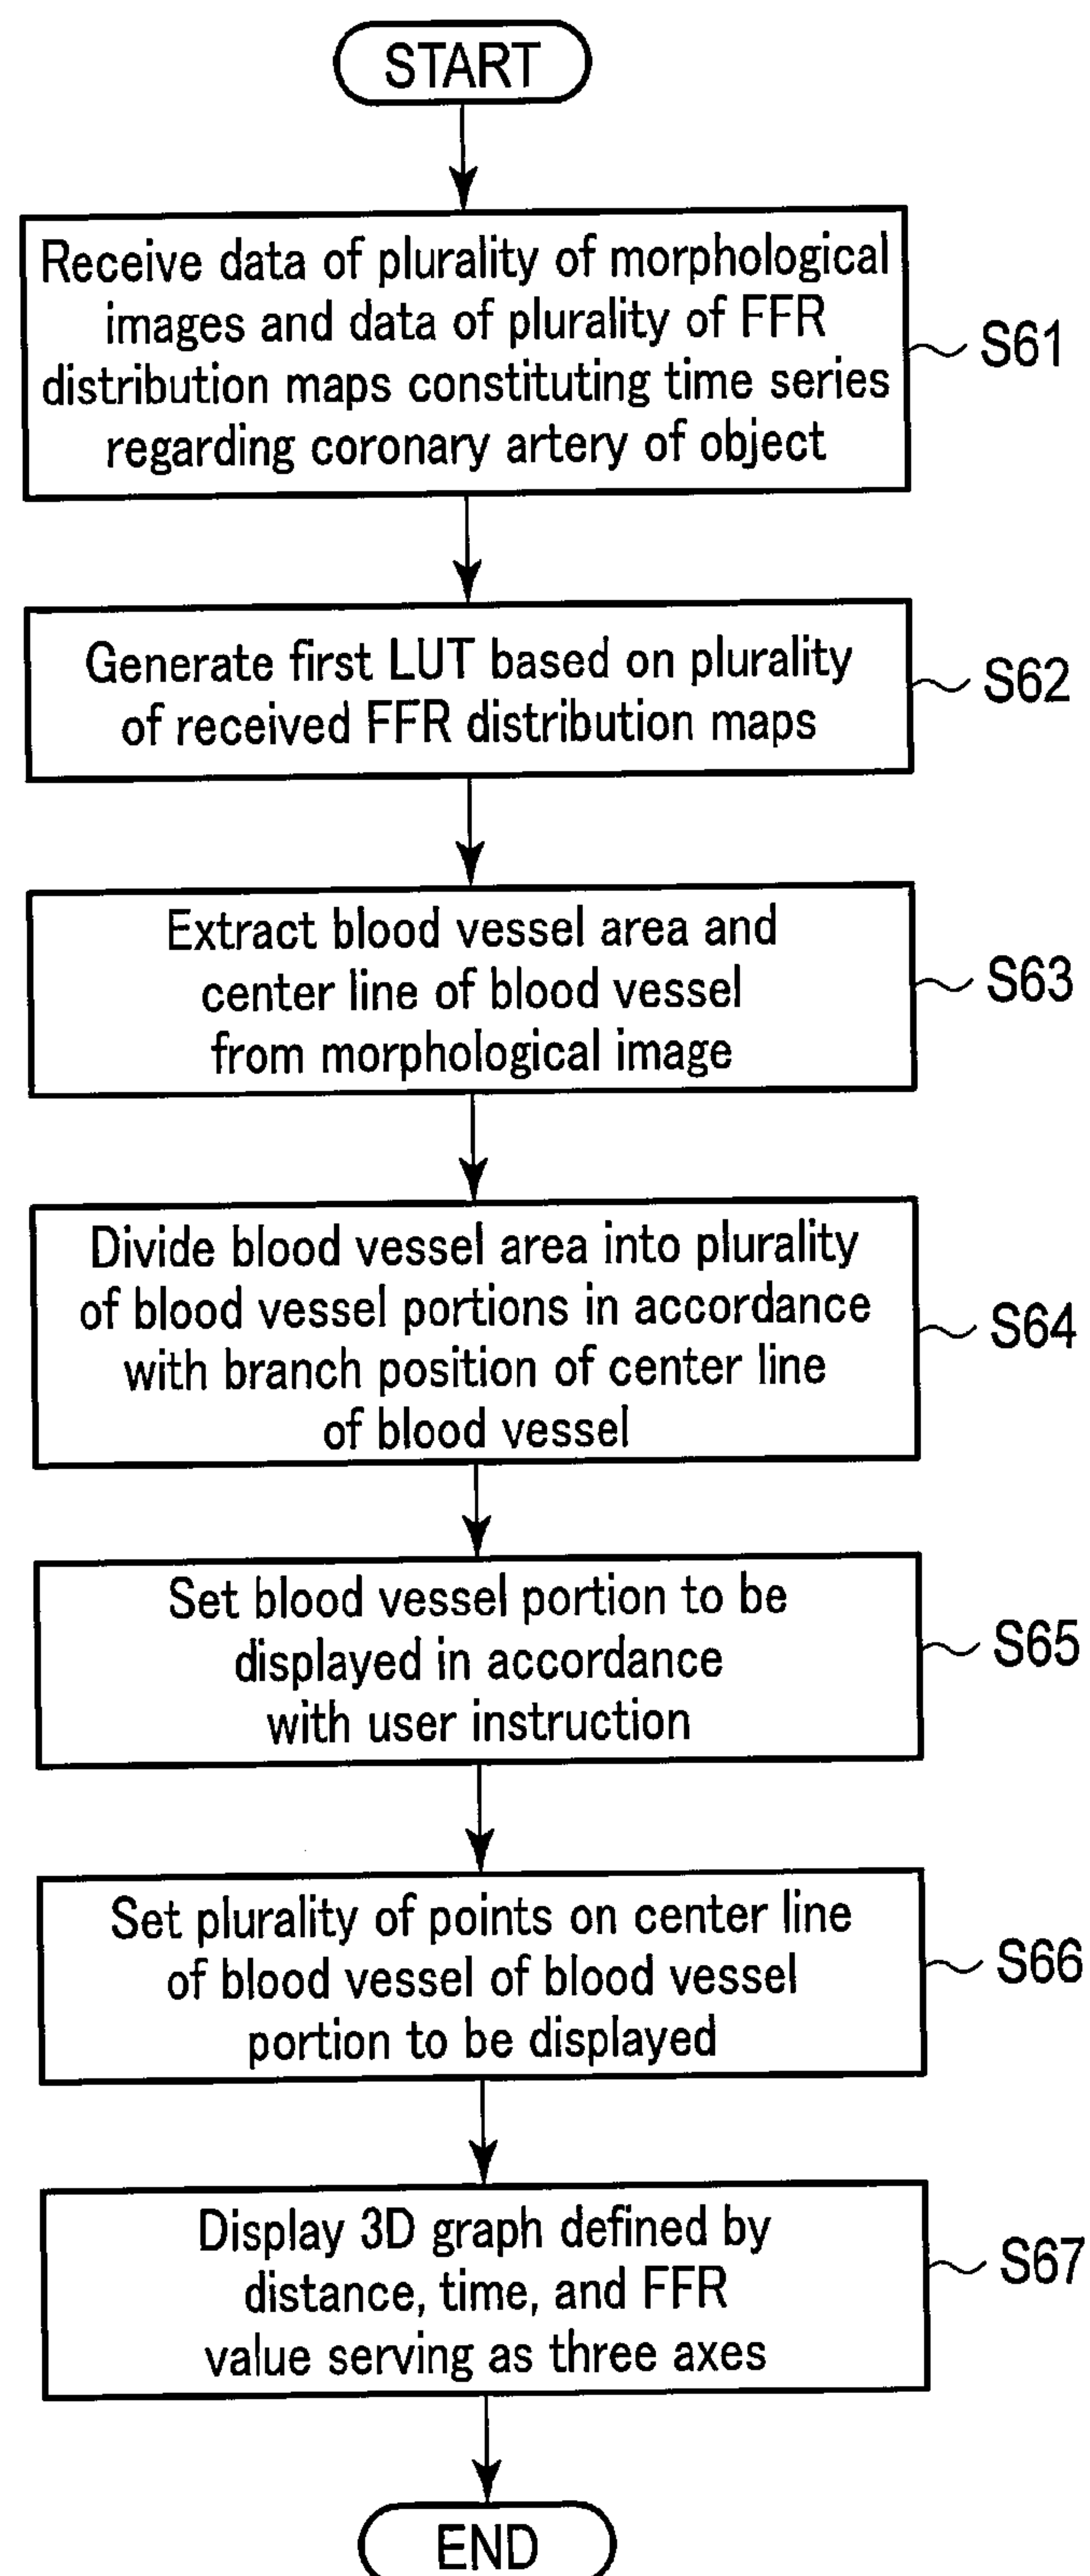 START
Receive data of plurality of morphological
images and data of plurality of FFR
distribution maps constituting time series
regarding coronary artery of object
S61
Generate first LUT based on plurality
of received FFR distribution maps
S62
Extract blood vessel area and
center line of blood vessel
from morphological image
S63
Divide blood vessel area into plurality
of blood vessel portions in accordance
with branch position of center line
of blood vessel
S64
Set blood vessel portion to be
displayed in accordance
with user instruction
S65
Set plurality of points on center line
of blood vessel of blood vessel
portion to be displayed
S66
Display 3D graph defined by
distance, time, and FFR
value serving as three axes
S67
END